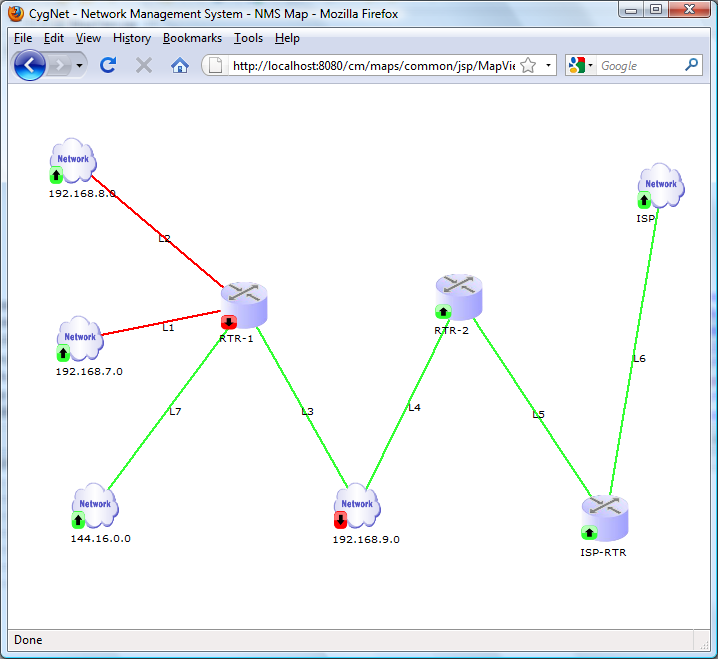 CygNet - Network Management System - NMS Map - Mozilla Firefox
File Edit View History Bookmarks Tools Help
http://localhost:8080/cm/maps/common/jsp/MapVie
Google
Network
192.168.8.0
Network
ISP
L2
L1
RTR-1
RTR-2
Network
192.168.7.0
L6
L7
L3
L4
L5
Network
144.16.0.0
Network
192.168.9.0
ISP-RTR
Done